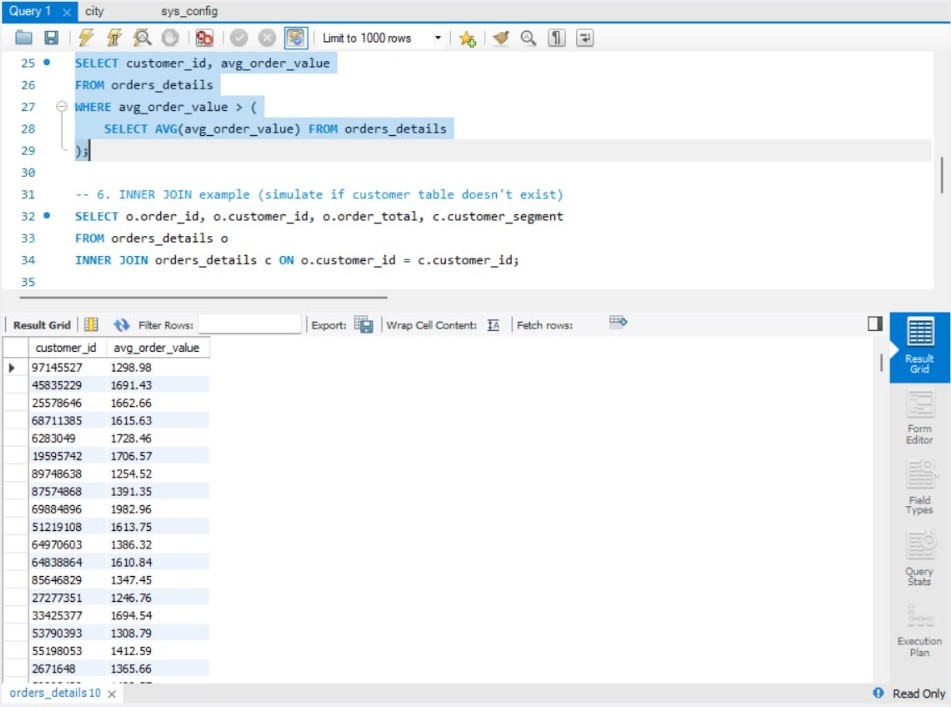 Query 1 city sys_config
Limit to 1000 rows
25 SELECT customer_id, avg_order_value
26 FROM orders_details
27 WHERE avg_order_value > (
28 SELECT AVG(avg_order_value) FROM orders_details
29 );
30
31 -- 6. INNER JOIN example (simulate if customer table doesn't exist)
32 SELECT o.order_id, o.customer_id, o.order_total, c.customer_segment
33 FROM orders_details o
34 INNER JOIN orders_details c ON o.customer_id = c.customer_id;
35
Result Grid Filter Rows: Export: Wrap Cell Content: Fetch rows:
customer_id avg_order_value
97145527 1298.98
45835229 1691.43
25578646 1662.66
68711385 1615.63
6283049 1728.46
19595742 1706.57
89748638 1254.52
87574868 1391.35
69884896 1982.96
51219108 1613.75
64970603 1386.32
64838864 1610.84
85646829 1347.45
27277351 1246.76
33425377 1694.54
53790393 1308.79
55198053 1412.59
2671648 1365.66
Result
Grid
Form
Editor
Field
Types
Query
Stats
Execution
Plan
orders_details 10
Read Only